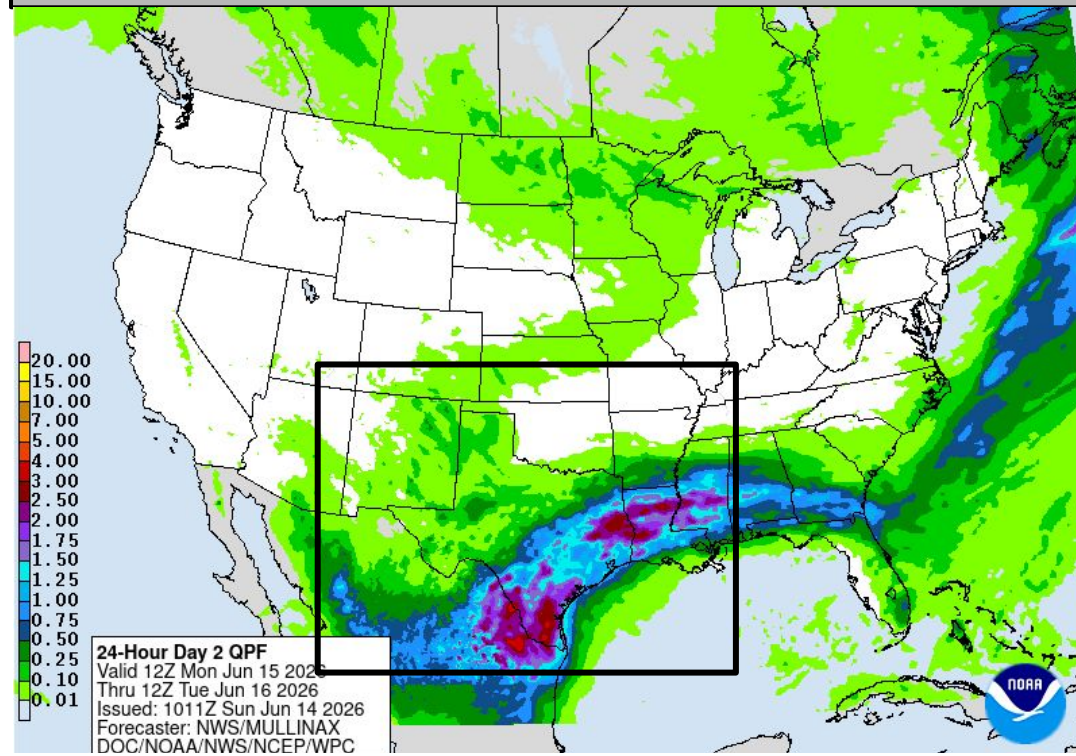 20.00
15.00
10.00
7.00
5.00
4.00
3.00
2.50
2.00
1.75
1.50
1.25
1.00
0.75
0.50
0.25
0.10
0.01
24-Hour Day 2 QPF
Valid 12Z Mon Jun 15 2026
Thru 12Z Tue Jun 16 2026
Issued: 1011Z Sun Jun 14 2026
Forecaster: NWS/MULLINAX
DOC/NOAA/NWS/NCEP/WPC
NOAA